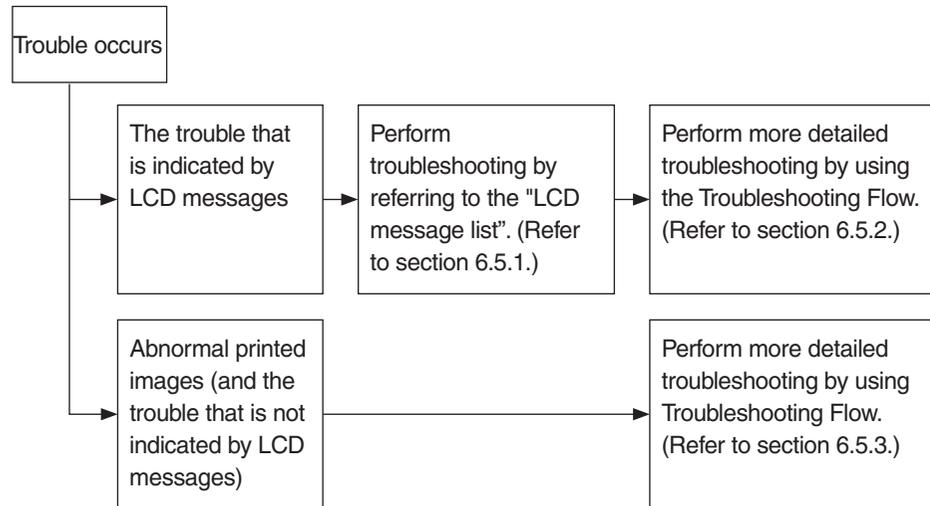 Trouble occurs
The trouble that
is indicated by
LCD messages
Perform
troubleshooting by
referring to the "LCD
message list”. (Refer
to section 6.5.1.)
Perform more detailed
troubleshooting by using
the Troubleshooting Flow.
(Refer to section 6.5.2.)
Abnormal printed
images (and the
trouble that is not
indicated by LCD
messages)
Perform more detailed
troubleshooting by using
Troubleshooting Flow.
(Refer to section 6.5.3.)